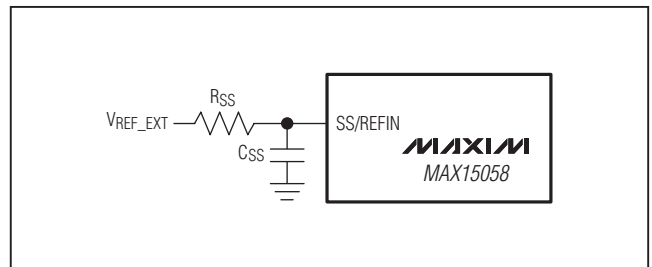 RSS
VREF_EXT
SS/REFIN
CSS
MAXIM
MAX15058